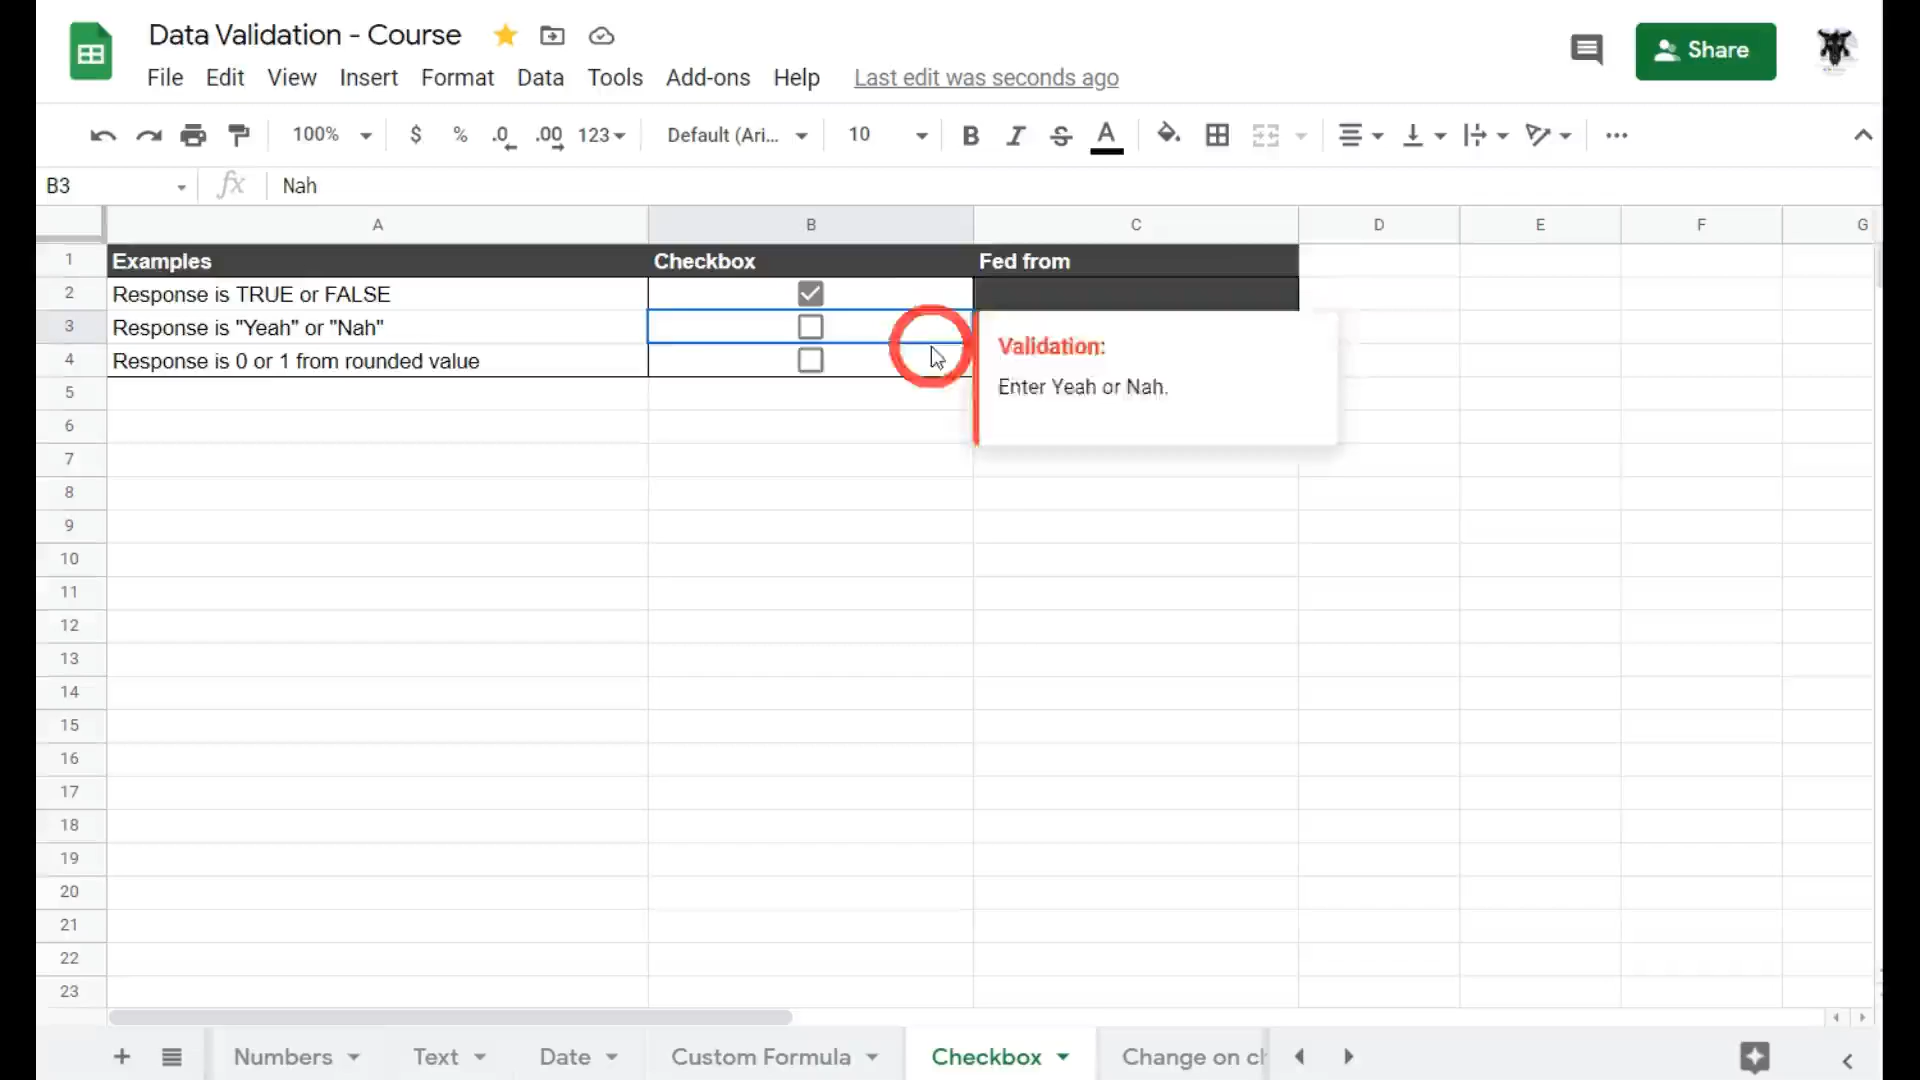 Data Validation - Course
File Edit View Insert Format Data Tools Add-ons Help Last edit was seconds ago
Share
100% $ % .0 .00 123 Default (Ari... 10 B I S A
B3 fx Nah
A B C D E F G
1 Examples Checkbox Fed from
2 Response is TRUE or FALSE
3 Response is "Yeah" or "Nah"
Validation:
4 Response is 0 or 1 from rounded value
Enter Yeah or Nah.
5
6
7
8
9
10
11
12
13
14
15
16
17
18
19
20
21
22
23
Numbers Text Date Custom Formula Checkbox Change on cl